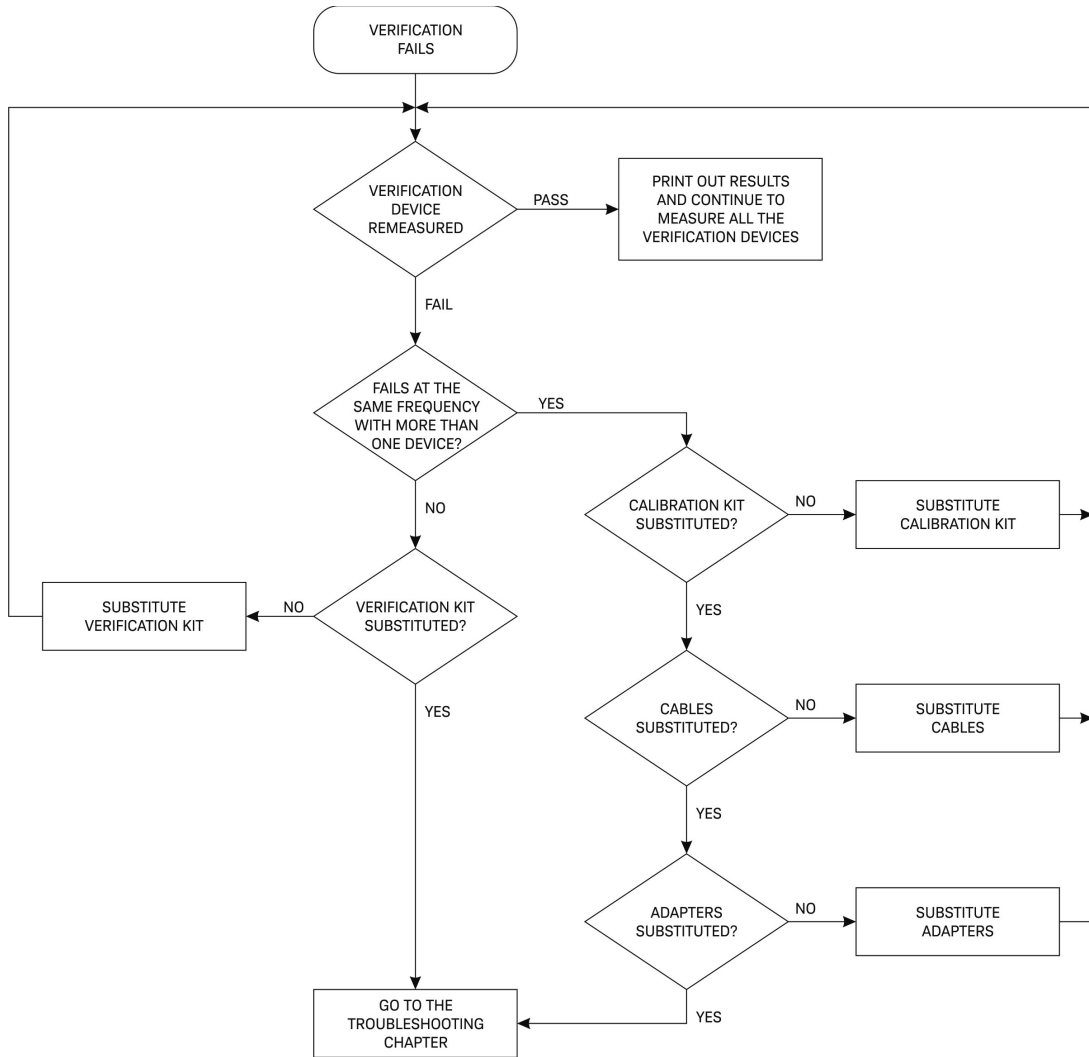 VERIFICATION
FAILS
VERIFICATION
DEVICE
REMEASURED
PASS
PRINT OUT RESULTS
AND CONTINUE TO
MEASURE ALL THE
VERIFICATION DEVICES
FAIL
FAILS AT THE
SAME FREQUENCY
WITH MORE THAN
ONE DEVICE?
YES
NO
CALIBRATION KIT
SUBSTITUTED?
NO
SUBSTITUTE
CALIBRATION KIT
SUBSTITUTE
VERIFICATION KIT
NO
VERIFICATION KIT
SUBSTITUTED?
YES
YES
CABLES
SUBSTITUTED?
NO
SUBSTITUTE
CABLES
YES
ADAPTERS
SUBSTITUTED?
NO
SUBSTITUTE
ADAPTERS
YES
GO TO THE
TROUBLESHOOTING
CHAPTER